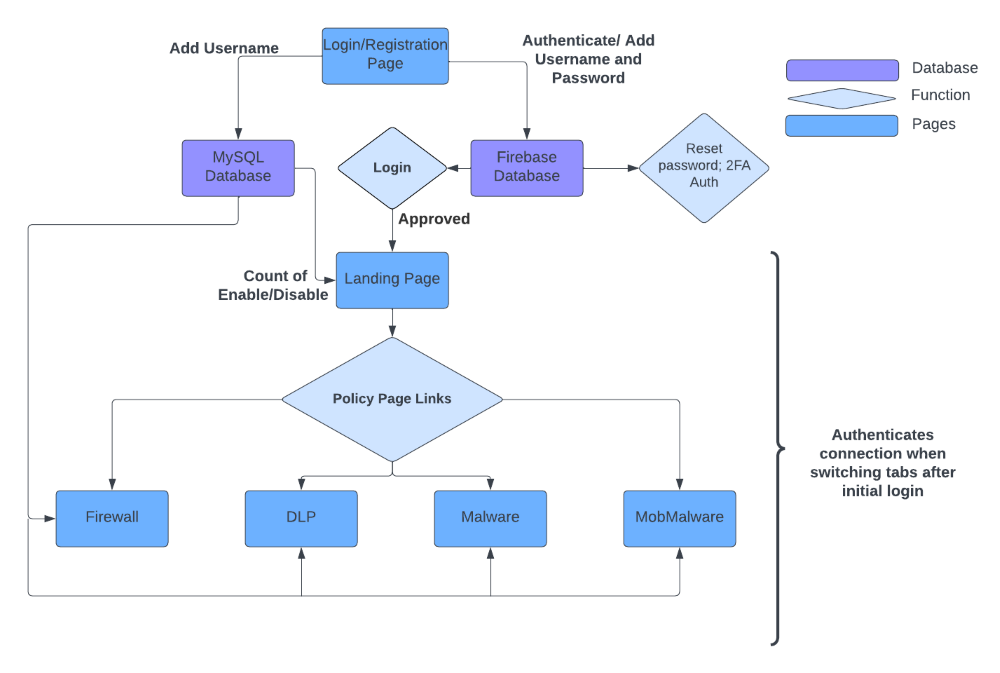 Add Username
Login/Registration
Page
Authenticate/ Add
Username and
Password
Database
Function
Pages
MySQL
Database
Login
Firebase
Database
Reset
password; 2FA
Auth
Approved
Count of
Enable/Disable
Landing Page
Policy Page Links
Authenticates
connection when
switching tabs after
initial login
Firewall
DLP
Malware
MobMalware